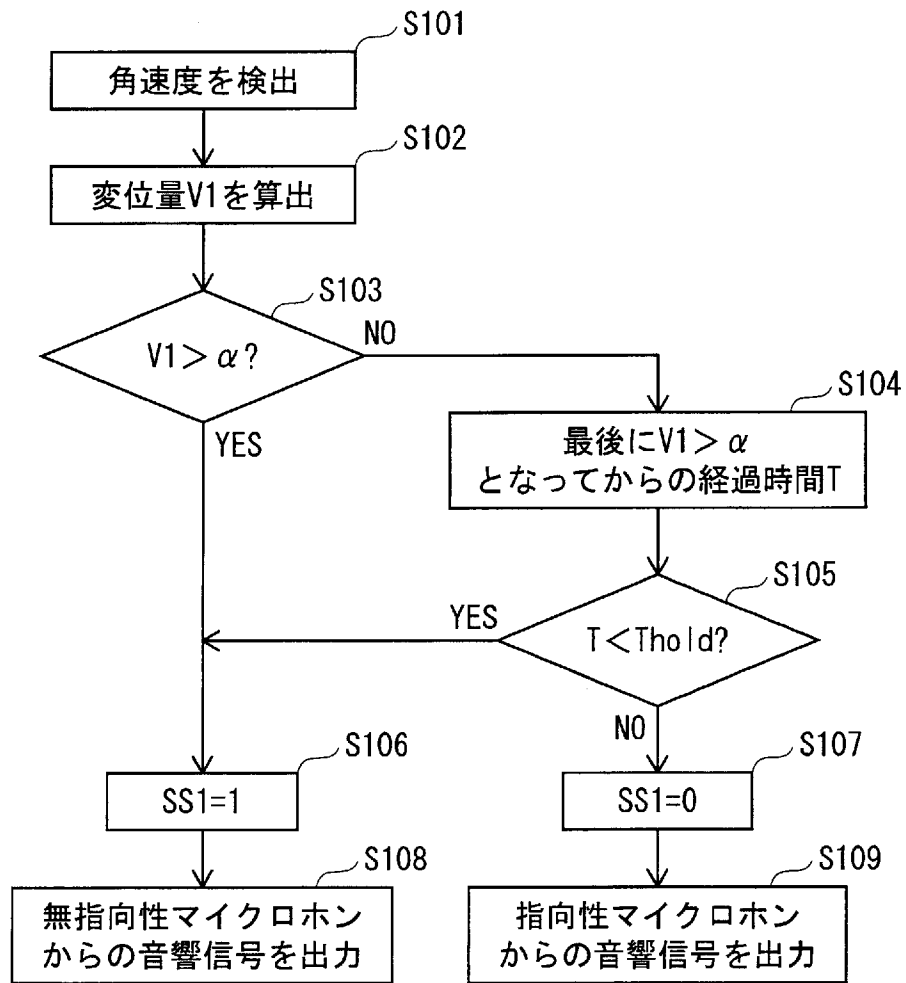 S101
角速度を検出
S102
変位量V1を算出
S103
V1＞α?
NO
YES
S104
最後にV1＞α
となってからの経過時間T
S105
T＜Thold?
YES
NO
S106
SS1=1
S107
SS1=0
S108
無指向性マイクロホン
からの音響信号を出力
S109
指向性マイクロホン
からの音響信号を出力